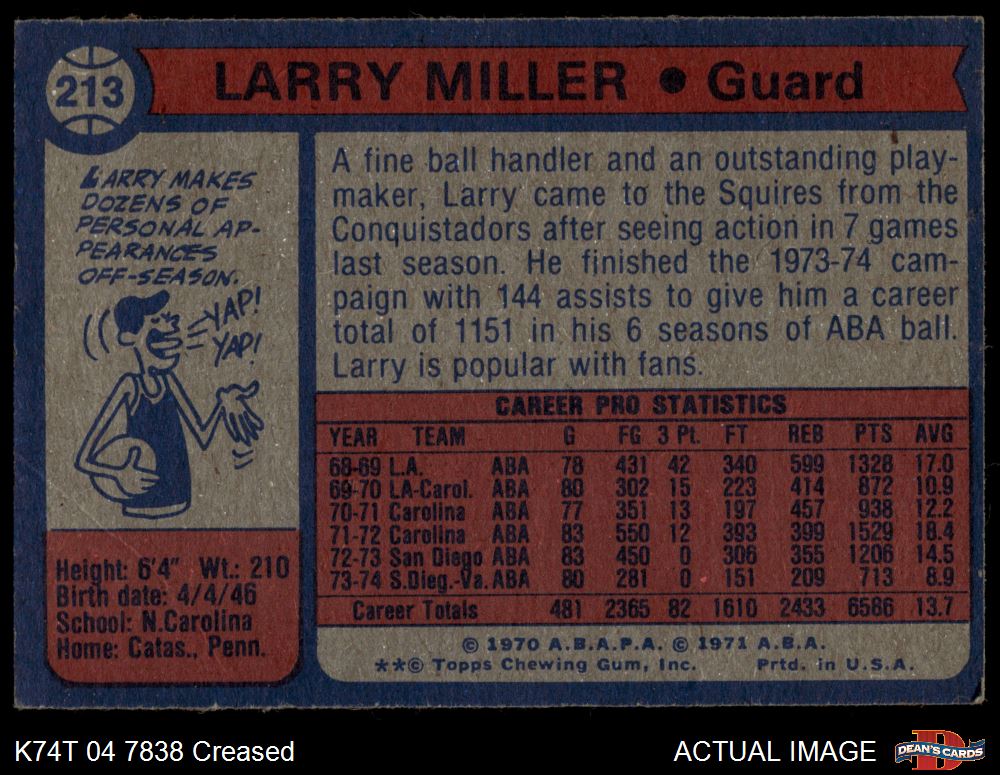 213
LARRY MILLER • Guard
LARRY MAKES
DOZENS OF
PERSONAL AP-
PEARANCES
OFF-SEASON.
YAP!
YAP!
A fine ball handler and an outstanding play-
maker, Larry came to the Squires from the
Conquistadors after seeing action in 7 games
last season. He finished the 1973-74 cam-
paign with 144 assists to give him a career
total of 1151 in his 6 seasons of ABA ball.
Larry is popular with fans.
CAREER PRO STATISTICS
YEAR TEAM G FG 3 Pt. FT REB PTS AVG
68-69 L.A. ABA 78 431 42 340 599 1328 17.0
69-70 LA-Carol. ABA 80 302 15 223 414 872 10.9
70-71 Carolina ABA 77 351 13 197 457 938 12.2
71-72 Carolina ABA 83 550 12 393 399 1529 18.4
72-73 San Diego ABA 83 450 0 306 355 1206 14.5
73-74 S.Dieg.-Va. ABA 80 281 0 151 209 713 8.9
Career Totals 481 2365 82 1610 2433 6586 13.7
Height: 6'4" Wt.: 210
Birth date: 4/4/46
School: N.Carolina
Home: Catas., Penn.
© 1970 A.B.A.P.A. © 1971 A.B.A.
**© Topps Chewing Gum, Inc. Prtd. in U.S.A.
K74T 04 7838 Creased
ACTUAL IMAGE
D
DEAN'S CARDS